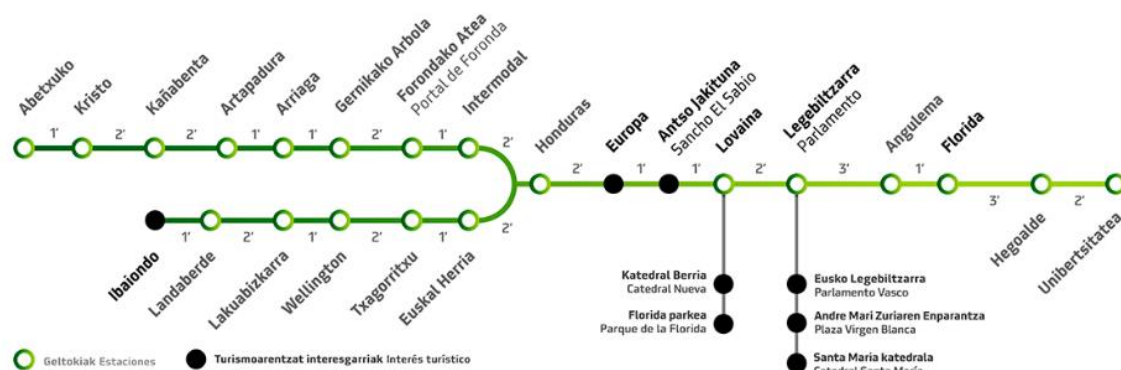 Abetxuko
Kristo
Kañabenta
Artapadura
Arriaga
Gernikako Arbola
Forondako Atea
Portal de Foronda
Intermodal
1' 2' 2' 1' 1' 2' 1' 2'
Honduras
Europa
Antso Jakituna
Sancho El Sabio
Lovaina
Legebiltzarra
Parlamento
Angulema
Florida
2' 1' 1' 2' 3' 1' 3' 2'
Hegoalde
Unibertsitatea
1' 2' 1' 2' 1' 2'
Ibaiondo
Landaberde
Lakuabizkarra
Wellington
Txagorritxu
Euskal Herria
Katedral Berria
Catedral Nueva
Florida parkea
Parque de la Florida
Eusko Legebiltzarra
Parlamento Vasco
Andre Mari Zuriaren Enparantza
Plaza Virgen Blanca
Santa Maria katedrala
Catedral Santa María
Geltokiak Estaciones
Turismoarentzat interesgarriak Interés turístico